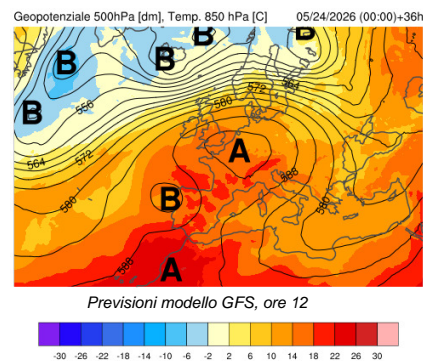 Geopotenziale 500hPa [dm], Temp. 850 hPa [C] 05/24/2026 (00:00)+36h
B B B B
B
556 572 564
560
A
564 572 588
580 B 580
588 A
Previsioni modello GFS, ore 12
-30 -26 -22 -18 -14 -10 -6 -2 2 6 10 14 18 22 26 30